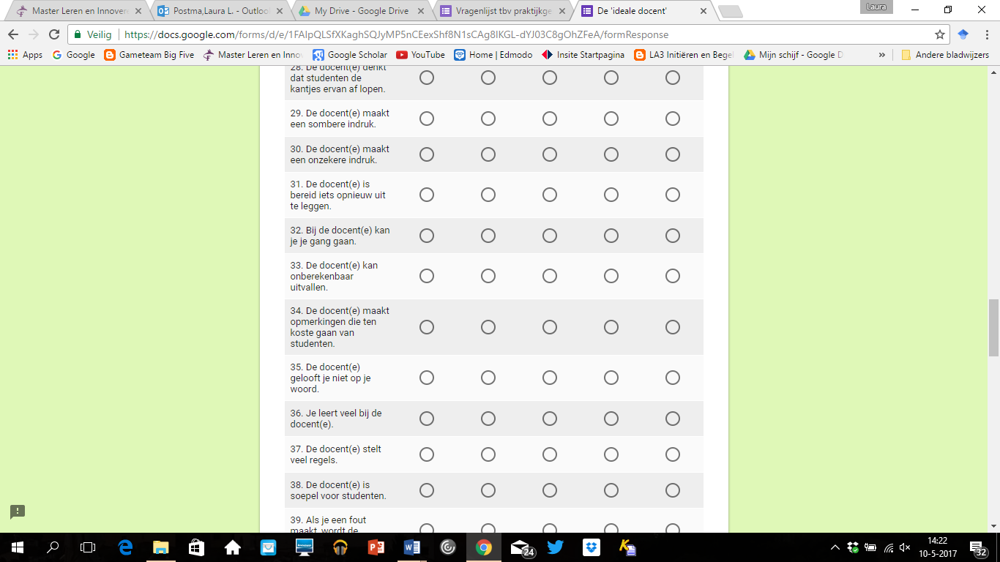 Laura
Master Leren en Innoveren
Postma,Laura L. - Outlook
My Drive - Google Drive
Vragenlijst tbv praktijkge
De 'ideale docent'
Veilig
https://docs.google.com/forms/d/e/1FAIpQLSfXKaghSQJyMP5nCEexShf8N1sCAg8IKGL-dYJ03C8gOhZFeA/formResponse
Apps
Google
Gameteam Big Five
Master Leren en Inno
Google Scholar
YouTube
Home | Edmodo
Insite Startpagina
LA3 Initiëren en Bege
Mijn schijf - Google D
»
Andere bladwijzers
28. De docent(e) denkt
dat studenten de
kantjes ervan af lopen.
29. De docent(e) maakt
een sombere indruk.
30. De docent(e) maakt
een onzekere indruk.
31. De docent(e) is
bereid iets opnieuw uit
te leggen.
32. Bij de docent(e) kan
je je gang gaan.
33. De docent(e) kan
onberekenbaar
uitvallen.
34. De docent(e) maakt
opmerkingen die ten
koste gaan van
studenten.
35. De docent(e)
gelooft je niet op je
woord.
36. Je leert veel bij de
docent(e).
37. De docent(e) stelt
veel regels.
38. De docent(e) is
soepel voor studenten.
39. Als je een fout
maakt, wordt de
24
14:22
10-5-2017
32